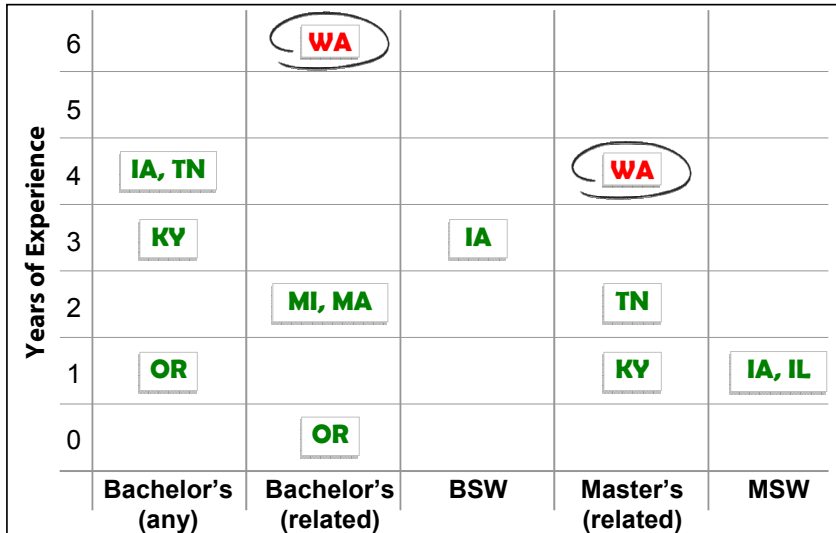 Years of Experience
6
WA
5
4
IA, TN
WA
3
KY
IA
2
MI, MA
TN
1
OR
KY
IA, IL
0
OR
Bachelor's
(any)
Bachelor's
(related)
BSW
Master's
(related)
MSW